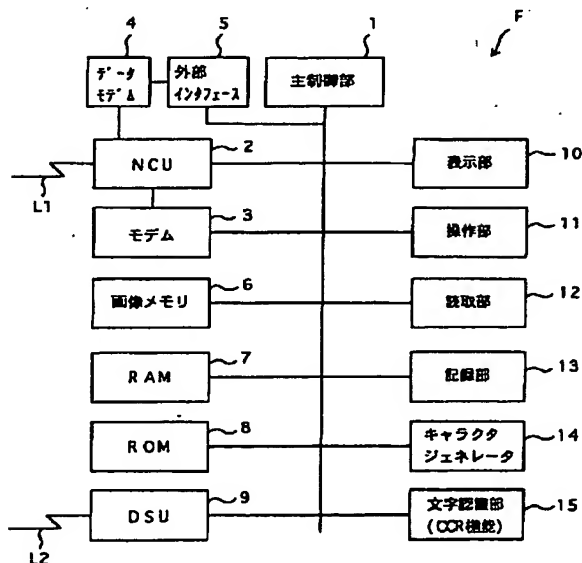 4
5
1
F
データ
モデム
外部
インタフェース
主制御部
2
NCU
L1
10
表示部
3
モデム
11
操作部
6
画像メモリ
12
読取部
7
RAM
13
記録部
8
ROM
14
キャラクタ
ジェネレータ
9
DSU
L2
15
文字認識部
(OCR機能)